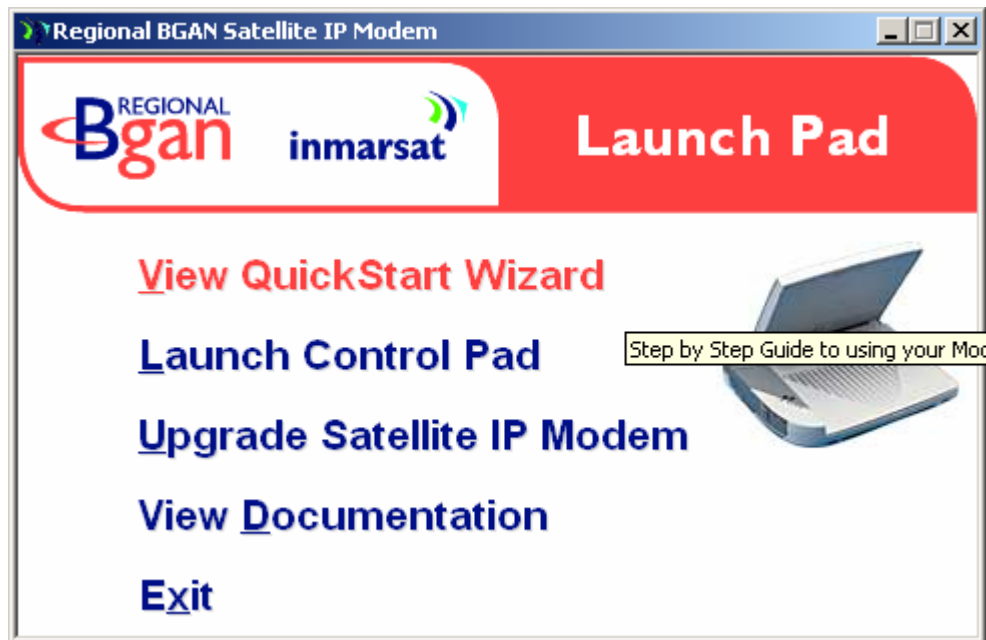 Regional BGAN Satellite IP Modem
REGIONAL
Bgan
inmarsat
Launch Pad
View QuickStart Wizard
Launch Control Pad
Step by Step Guide to using your Mod
Upgrade Satellite IP Modem
View Documentation
Exit